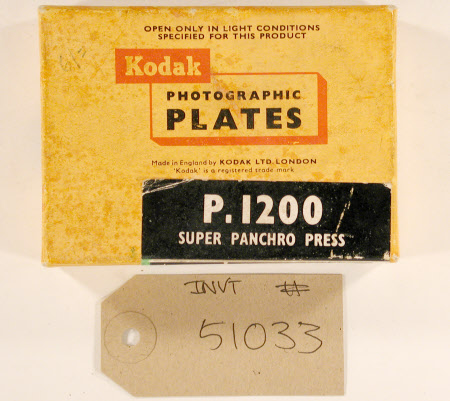 OPEN ONLY IN LIGHT CONDITIONS
SPECIFIED FOR THIS PRODUCT
Kodak
PHOTOGRAPHIC
PLATES
Made in England by KODAK LTD. LONDON
'Kodak' is a registered trade mark
P.1200
SUPER PANCHRO PRESS
INVT #
51033